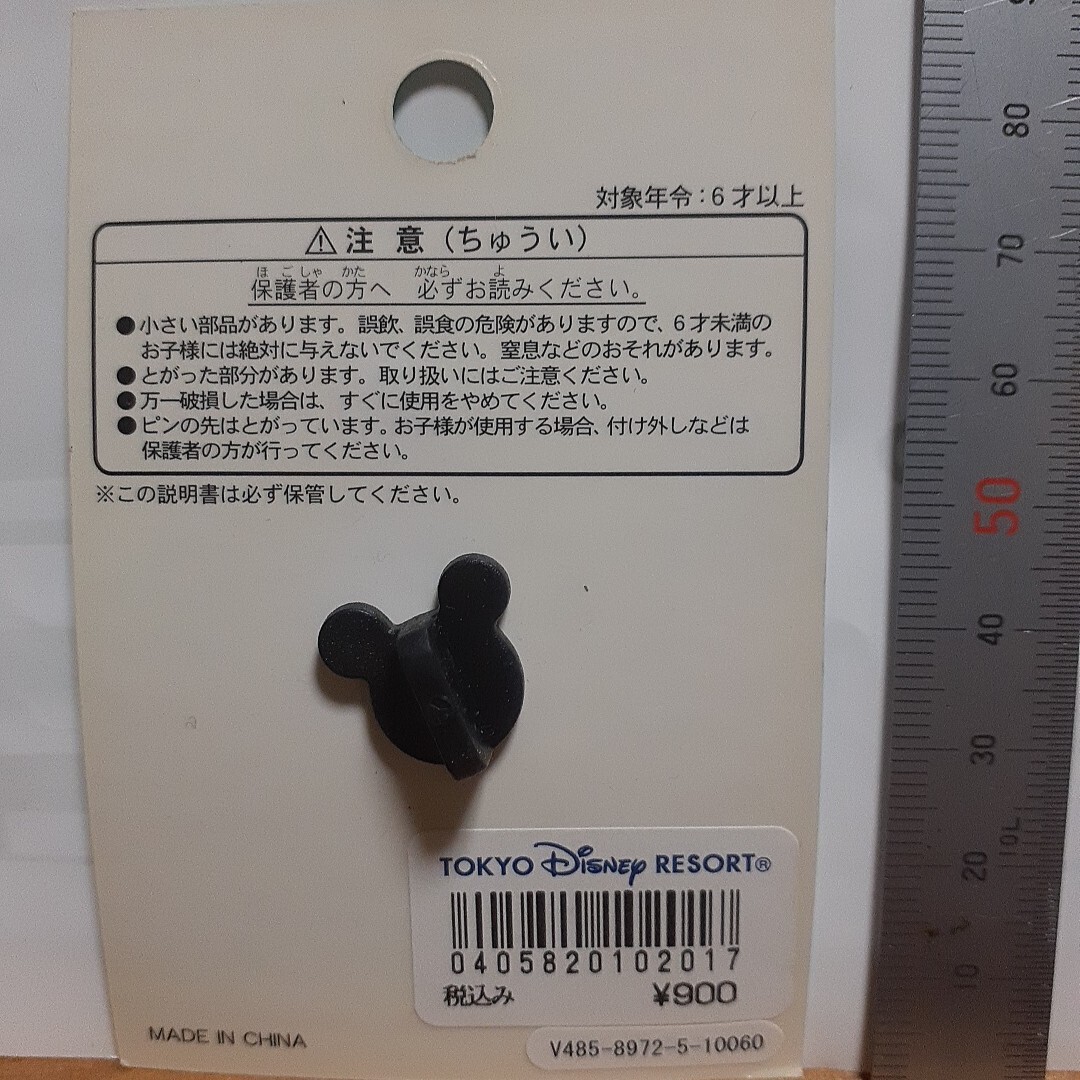 対象年令：6才以上
⚠注 意（ちゅうい）
保護者の方へ 必ずお読みください。
ほごしゃ かた かなら よ
●小さい部品があります。誤飲、誤食の危険がありますので、6才未満の
お子様には絶対に与えないでください。窒息などのおそれがあります。
●とがった部分があります。取り扱いにはご注意ください。
●万一破損した場合は、すぐに使用をやめてください。
●ピンの先はとがっています。お子様が使用する場合、付け外しなどは
保護者の方が行ってください。
※この説明書は必ず保管してください。
TOKYO Disney RESORT®
0405820102017
税込み ¥900
MADE IN CHINA
V485-8972-5-10060
80
70
60
50
40
30
20
10